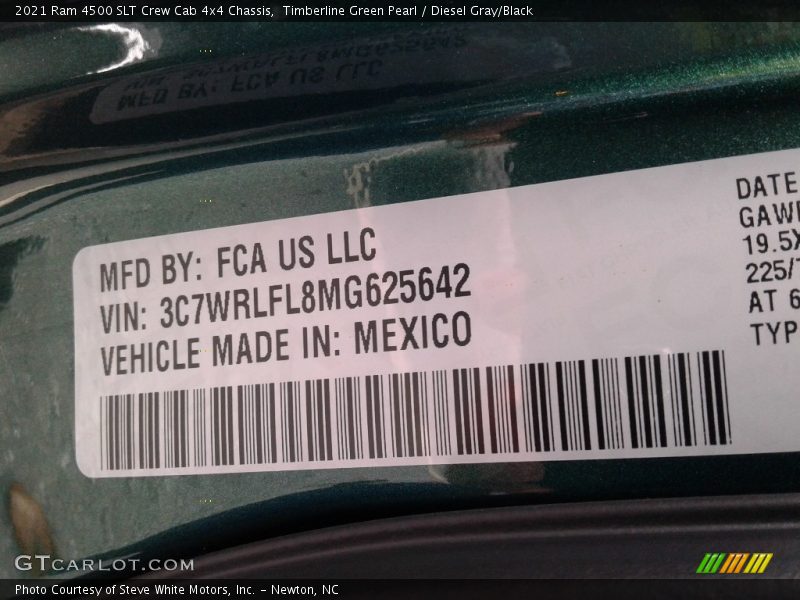 2021 Ram 4500 SLT Crew Cab 4x4 Chassis,  Timberline Green Pearl / Diesel Gray/Black
MFD BY: FCA US LLC
VIN: 3C7WRLFL8MG625642
VEHICLE MADE IN: MEXICO
DATE
19.5X
225/
AT 6
GTCARLOT.COM
Photo Courtesy of Steve White Motors, Inc. – Newton, NC